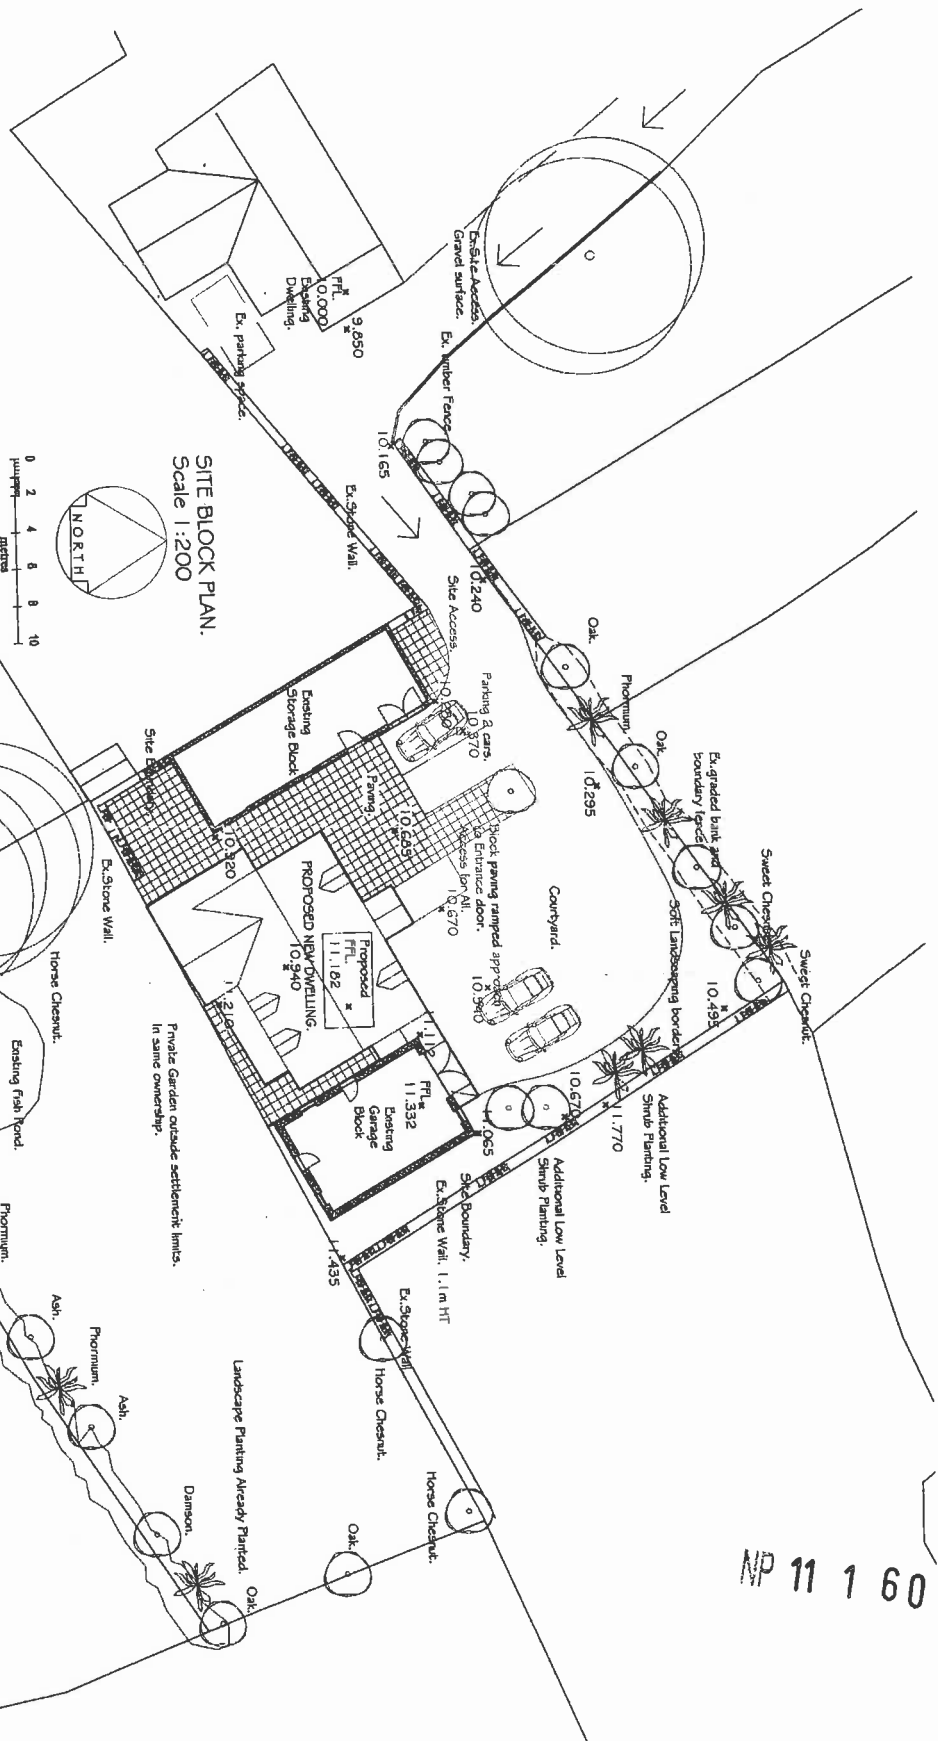 SITE BLOCK PLAN.
Scale 1:200
NORTH
0 2 4 6 8 10
metres
Ex.Site Access.
Gravel surface.
FFL.
10.000
Existing
Dwelling.
9.850
Ex. parking space.
Ex. Timber Fence
10.165
Ex.Stone Wall.
10.240
Site Access.
Oak.
Phormium.
Oak.
Ex.graded bank and
boundary fence
Sweet Chesnut.
Sweet Chesnut.
10.295
Parking 2 cars.
10.370
Existing
Storage Block
Site Boundary.
Paving.
10.685
10.920
Block paving ramped approach
to Entrance door.
Access for All.
10.670
Courtyard.
Soft Landscaping borders
10.495
PROPOSED NEW DWELLING.
10.940
Proposed
FFL.
11.182
11.210
11.112
FFL
11.332
Existing
Garage
Block
11.065
10.670
11.770
Additional Low Level
Shrub Planting.
Additional Low Level
Shrub Planting.
Site Boundary.
Ex.Stone Wall. 1.1m HT
11.435
Ex.Stone Wall
Horse Chesnut.
Horse Chesnut.
Oak.
Ex.Stone Wall.
Horse Chesnut.
Existing Fish Pond.
Private Garden outside settlement limits.
In same ownership.
Phormium.
Ash.
Phormium.
Ash.
Damson.
Landscape Planting Already Planted.
Oak.
NP 11 1 60